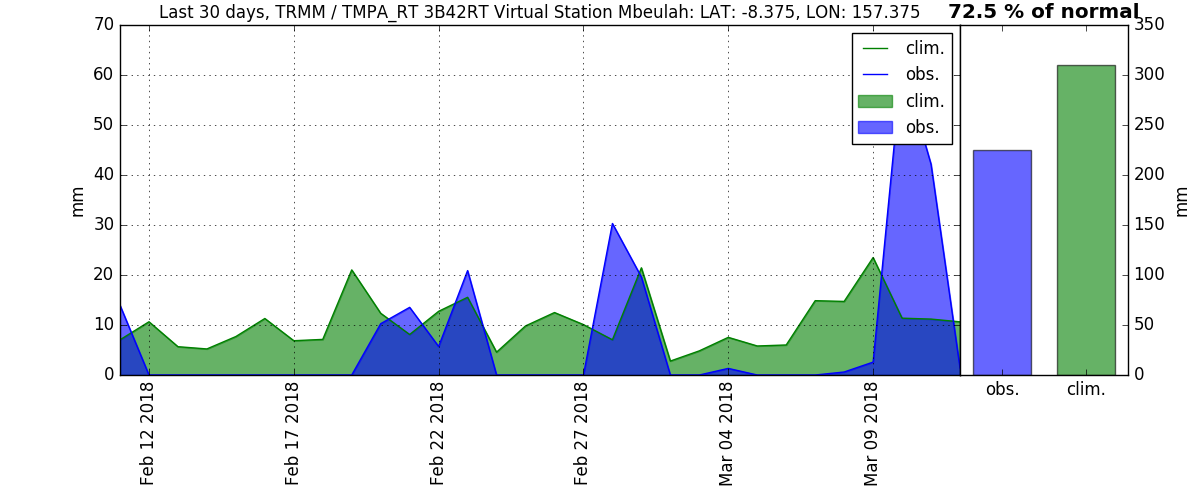 Last 30 days, TRMM / TMPA_RT 3B42RT Virtual Station Mbeulah: LAT: -8.375, LON: 157.375
72.5 % of normal
70
60
50
40
30
20
10
0
mm
clim.
obs.
clim.
obs.
Feb 12 2018
Feb 17 2018
Feb 22 2018
Feb 27 2018
Mar 04 2018
Mar 09 2018
350
300
250
200
150
100
50
0
mm
obs.
clim.